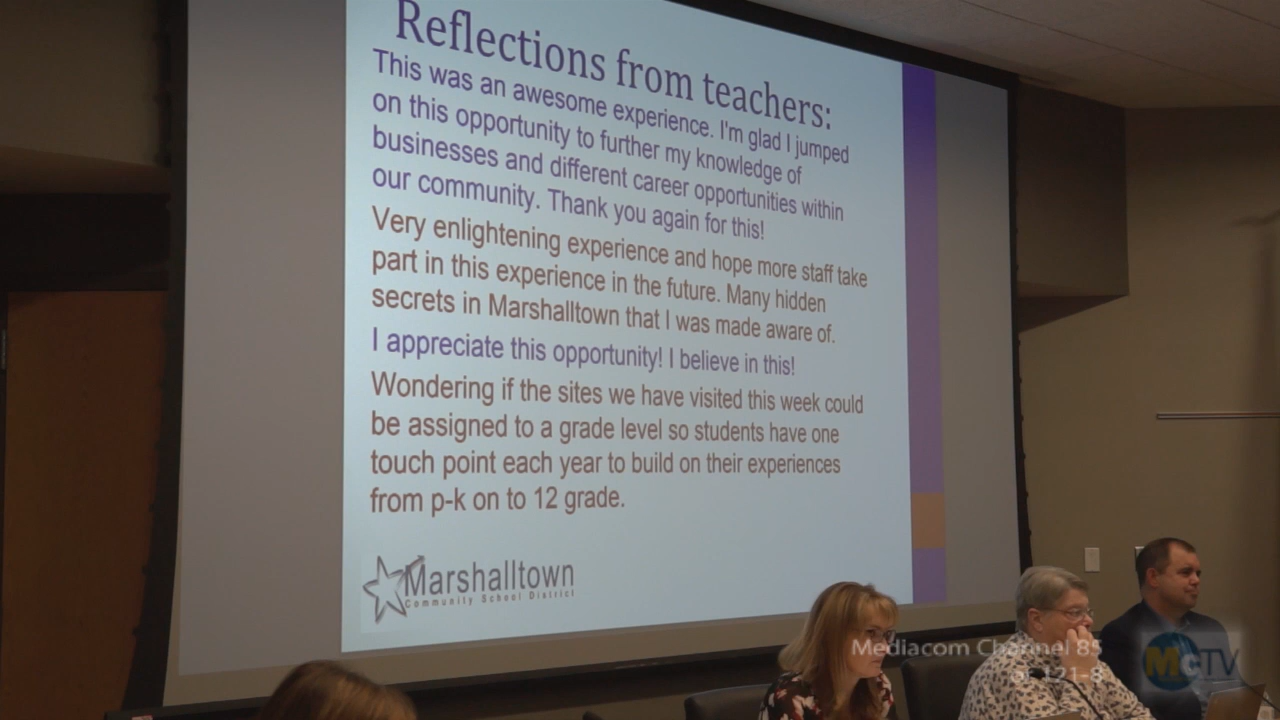 Reflections from teachers:
This was an awesome experience. I'm glad I jumped
on this opportunity to further my knowledge of
businesses and different career opportunities within
our community. Thank you again for this!
Very enlightening experience and hope more staff take
part in this experience in the future. Many hidden
secrets in Marshalltown that I was made aware of.
I appreciate this opportunity! I believe in this!
Wondering if the sites we have visited this week could
be assigned to a grade level so students have one
touch point each year to build on their experiences
from p-k on to 12 grade.
Marshalltown
Community School District
Mediacom Channel 85
McTV